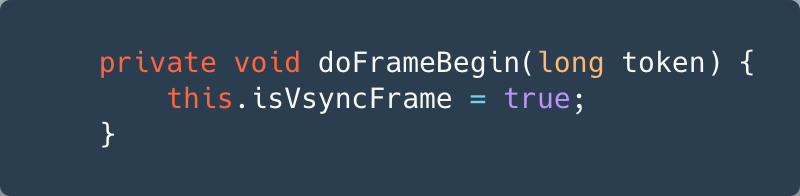 private void doFrameBegin(long token) {
    this.isVsyncFrame = true;
}